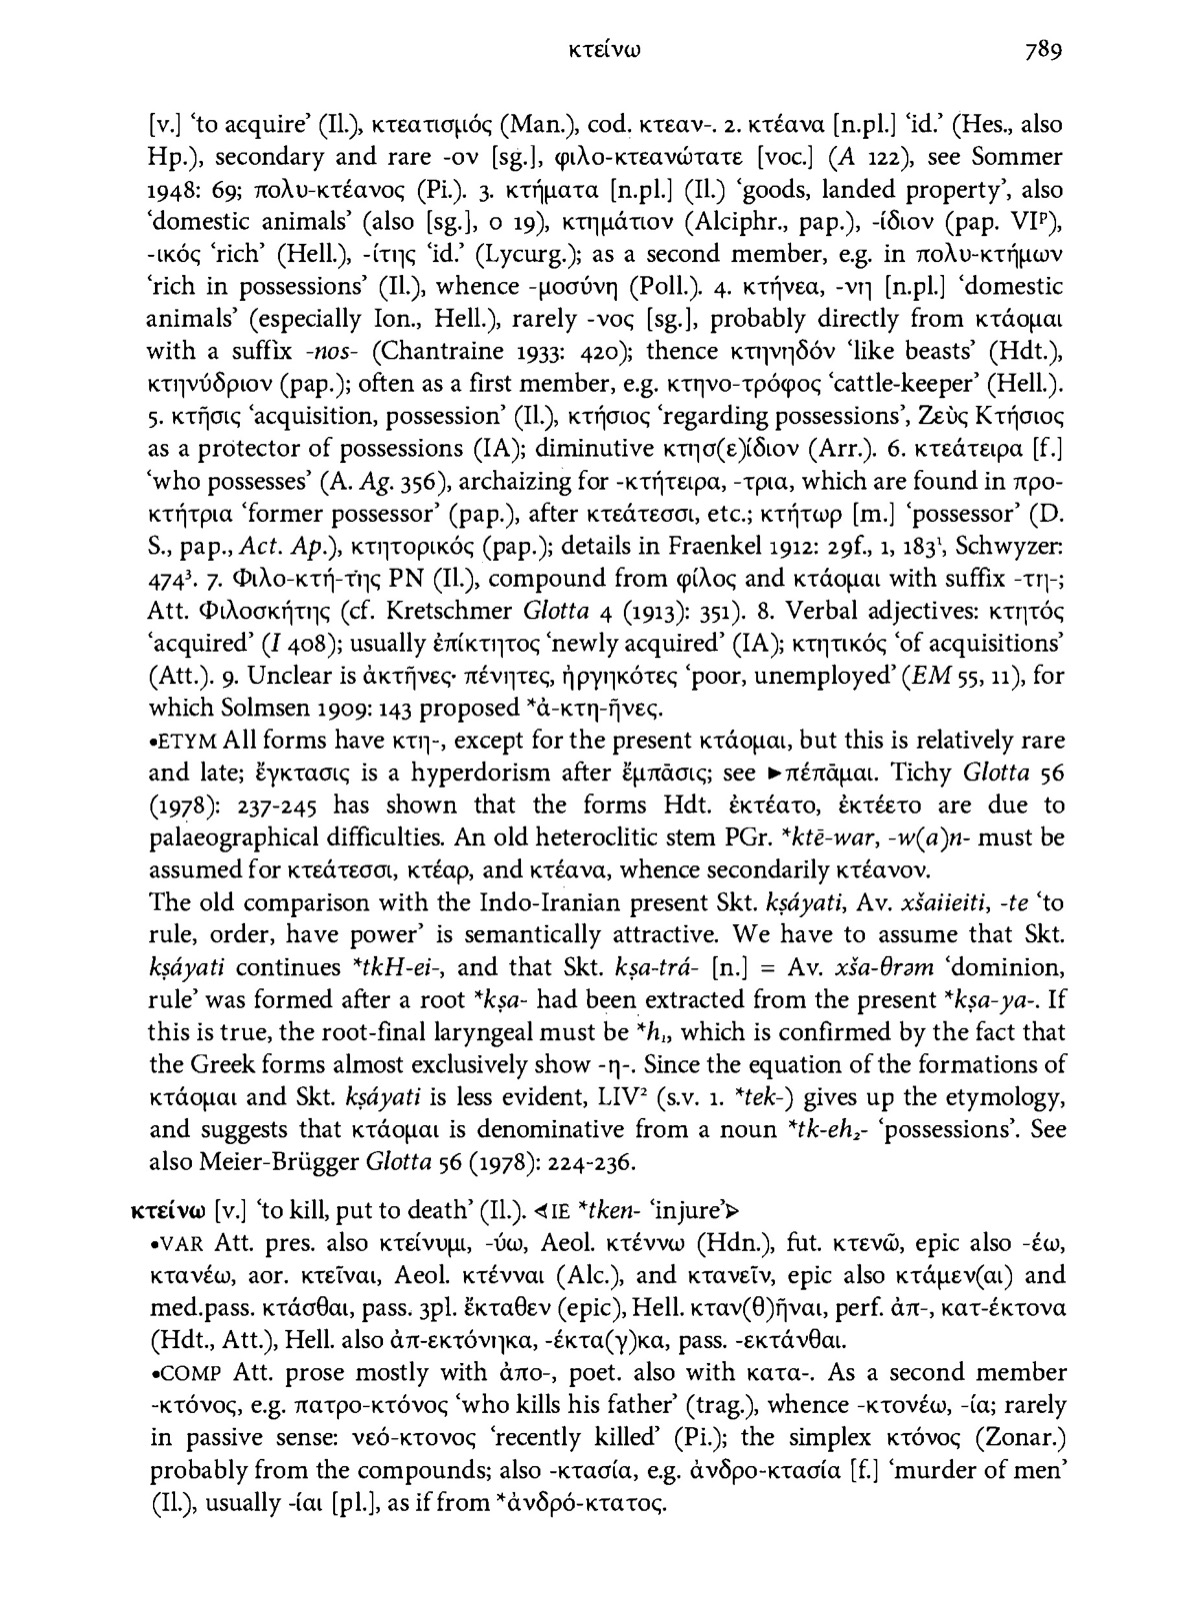 κτείνω 789
[v.] ‘to acquire’ (Il.), κτεατισμός (Man.), cod. κτεαν-. 2. κτέανα [n.pl.] ‘id.’ (Hes., also
Hp.), secondary and rare -ον [sg.], φιλο-κτεανώτατε [voc.] (A 122), see Sommer
1948: 69; πολυ-κτέανος (Pi.). 3. κτήματα [n.pl.] (Il.) ‘goods, landed property’, also
‘domestic animals’ (also [sg.], ο 19), κτημάτιον (Alciphr., pap.), -ίδιον (pap. VIᵖ),
-ικός ‘rich’ (Hell.), -ίτης ‘id.’ (Lycurg.); as a second member, e.g. in πολυ-κτήμων
‘rich in possessions’ (Il.), whence -μοσύνη (Poll.). 4. κτήνεα, -νη [n.pl.] ‘domestic
animals’ (especially Ion., Hell.), rarely -νος [sg.], probably directly from κτάομαι
with a suffix -nos- (Chantraine 1933: 420); thence κτηνηδόν ‘like beasts’ (Hdt.),
κτηνύδριον (pap.); often as a first member, e.g. κτηνο-τρόφος ‘cattle-keeper’ (Hell.).
5. κτῆσις ‘acquisition, possession’ (Il.), κτήσιος ‘regarding possessions’, Ζεὺς Κτήσιος
as a protector of possessions (IA); diminutive κτησ(ε)ίδιον (Arr.). 6. κτεάτειρα [f.]
‘who possesses’ (A. Ag. 356), archaizing for -κτήτειρα, -τρια, which are found in προ-
κτήτρια ‘former possessor’ (pap.), after κτεάτεσσι, etc.; κτήτωρ [m.] ‘possessor’ (D.
S., pap., Act. Ap.), κτητορικός (pap.); details in Fraenkel 1912: 29f., 1, 183¹, Schwyzer:
474³. 7. Φιλο-κτή-της PN (Il.), compound from φίλος and κτάομαι with suffix -τη-;
Att. Φιλοσκήτης (cf. Kretschmer Glotta 4 (1913): 351). 8. Verbal adjectives: κτητός
‘acquired’ (I 408); usually ἐπίκτητος ‘newly acquired’ (IA); κτητικός ‘of acquisitions’
(Att.). 9. Unclear is ἀκτῆνες· πένητες, ἠργηκότες ‘poor, unemployed’ (EM 55, 11), for
which Solmsen 1909: 143 proposed *ἀ-κτη-ῆνες.
•ETYM All forms have κτη-, except for the present κτάομαι, but this is relatively rare
and late; ἔγκτασις is a hyperdorism after ἔμπᾱσις; see ►πέπᾱμαι. Tichy Glotta 56
(1978): 237-245 has shown that the forms Hdt. ἐκτέατο, ἐκτέετο are due to
palaeographical difficulties. An old heteroclitic stem PGr. *ktē-war, -w(a)n- must be
assumed for κτεάτεσσι, κτέαρ, and κτέανα, whence secondarily κτέανον.
The old comparison with the Indo-Iranian present Skt. kṣáyati, Av. xšaiieiti, -te ‘to
rule, order, have power’ is semantically attractive. We have to assume that Skt.
kṣáyati continues *tkH-ei-, and that Skt. kṣa-trá- [n.] = Av. xša-θrəm ‘dominion,
rule’ was formed after a root *kṣa- had been extracted from the present *kṣa-ya-. If
this is true, the root-final laryngeal must be *h₁, which is confirmed by the fact that
the Greek forms almost exclusively show -η-. Since the equation of the formations of
κτάομαι and Skt. kṣáyati is less evident, LIV² (s.v. 1. *tek-) gives up the etymology,
and suggests that κτάομαι is denominative from a noun *tk-eh₂- ‘possessions’. See
also Meier-Brügger Glotta 56 (1978): 224-236.
κτείνω [v.] ‘to kill, put to death’ (Il.). ⊲IE *tken- ‘injure’⊳
•VAR Att. pres. also κτείνυμι, -ύω, Aeol. κτέννω (Hdn.), fut. κτενῶ, epic also -έω,
κτανέω, aor. κτεῖναι, Aeol. κτένναι (Alc.), and κτανεῖν, epic also κτάμεν(αι) and
med.pass. κτάσθαι, pass. 3pl. ἔκταθεν (epic), Hell. κταν(θ)ῆναι, perf. ἀπ-, κατ-έκτονα
(Hdt., Att.), Hell. also ἀπ-εκτόνηκα, -έκτα(γ)κα, pass. -εκτάνθαι.
•COMP Att. prose mostly with ἀπο-, poet. also with κατα-. As a second member
-κτόνος, e.g. πατρο-κτόνος ‘who kills his father’ (trag.), whence -κτονέω, -ία; rarely
in passive sense: νεό-κτονος ‘recently killed’ (Pi.); the simplex κτόνος (Zonar.)
probably from the compounds; also -κτασία, e.g. ἀνδρο-κτασία [f.] ‘murder of men’
(Il.), usually -ίαι [pl.], as if from *ἀνδρό-κτατος.